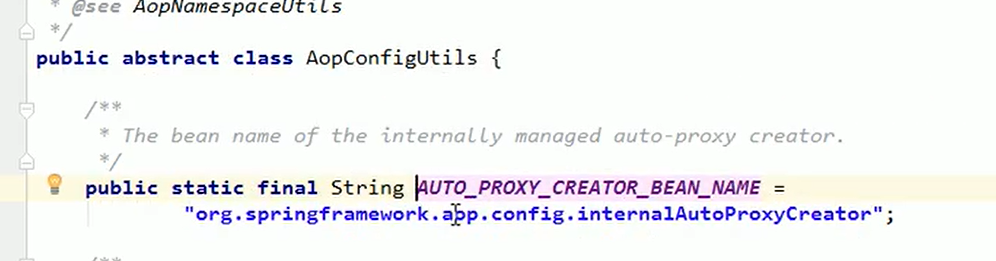 * @see AopNamespaceUtils
*/
public abstract class AopConfigUtils {
/**
* The bean name of the internally managed auto-proxy creator.
*/
public static final String AUTO_PROXY_CREATOR_BEAN_NAME =
"org.springframework.aop.config.internalAutoProxyCreator";
/**